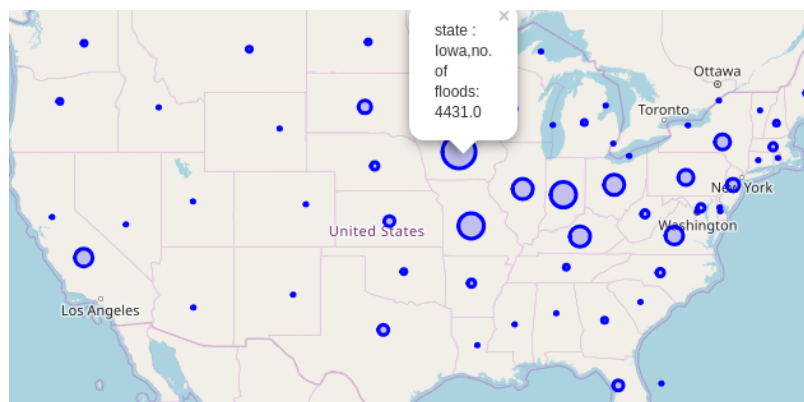 ×
state :
Iowa,no.
of
floods:
4431.0
Ottawa
Toronto
New York
United States
Washington
Los Angeles